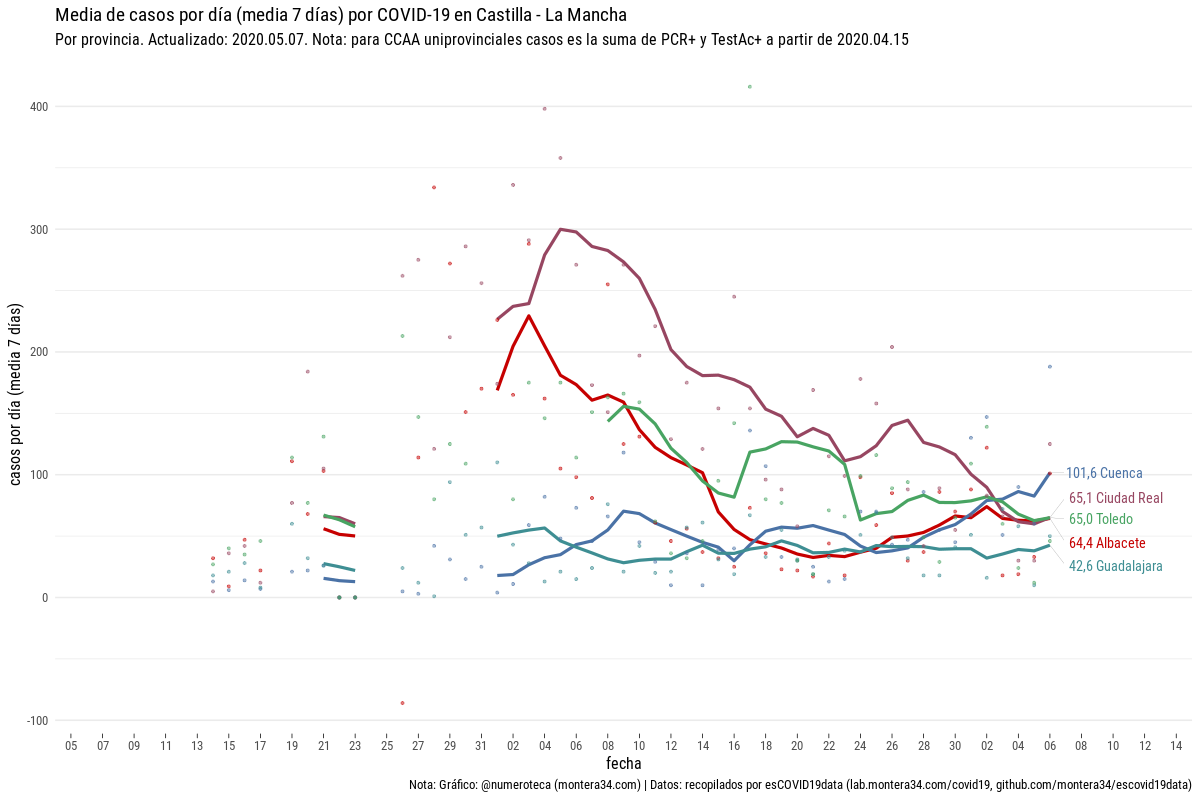 Media de casos por día (media 7 días) por COVID-19 en Castilla - La Mancha
Por provincia. Actualizado: 2020.05.07. Nota: para CCAA uniprovinciales casos es la suma de PCR+ y TestAc+ a partir de 2020.04.15
casos por día (media 7 días)
400
300
200
100
0
-100
101,6 Cuenca
65,1 Ciudad Real
65,0 Toledo
64,4 Albacete
42,6 Guadalajara
05 07 09 11 13 15 17 19 21 23 25 27 29 31 02 04 06 08 10 12 14 16 18 20 22 24 26 28 30 02 04 06 08 10 12 14
fecha
Nota: Gráfico: @numeroteca (montera34.com) | Datos: recopilados por esCOVID19data (lab.montera34.com/covid19, github.com/montera34/escovid19data)